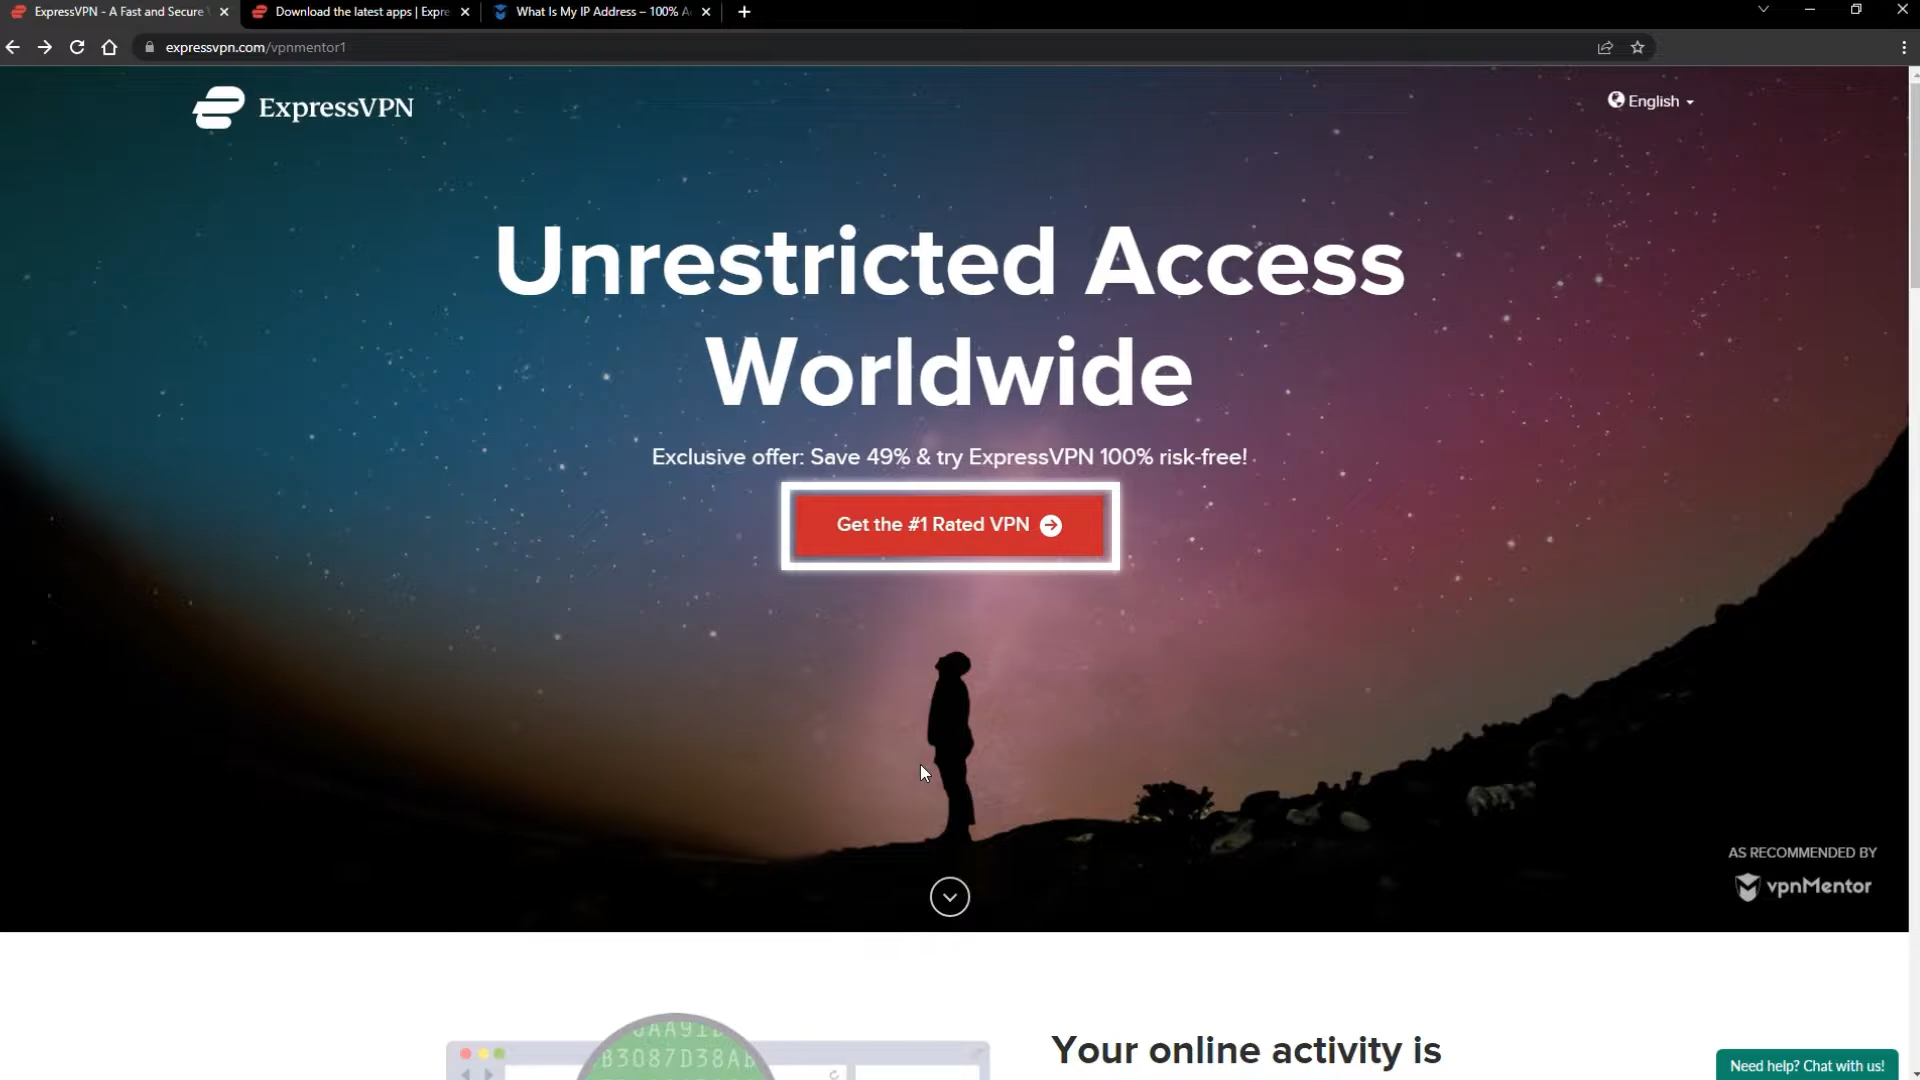 ExpressVPN - A Fast and Secure
Download the latest apps | Expre
What Is My IP Address – 100% A
expressvpn.com/vpnmentor1
ExpressVPN
English
Unrestricted Access
Worldwide
Exclusive offer: Save 49% & try ExpressVPN 100% risk-free!
Get the #1 Rated VPN
AS RECOMMENDED BY
vpnMentor
B3087D38AB
Your online activity is
Need help? Chat with us!